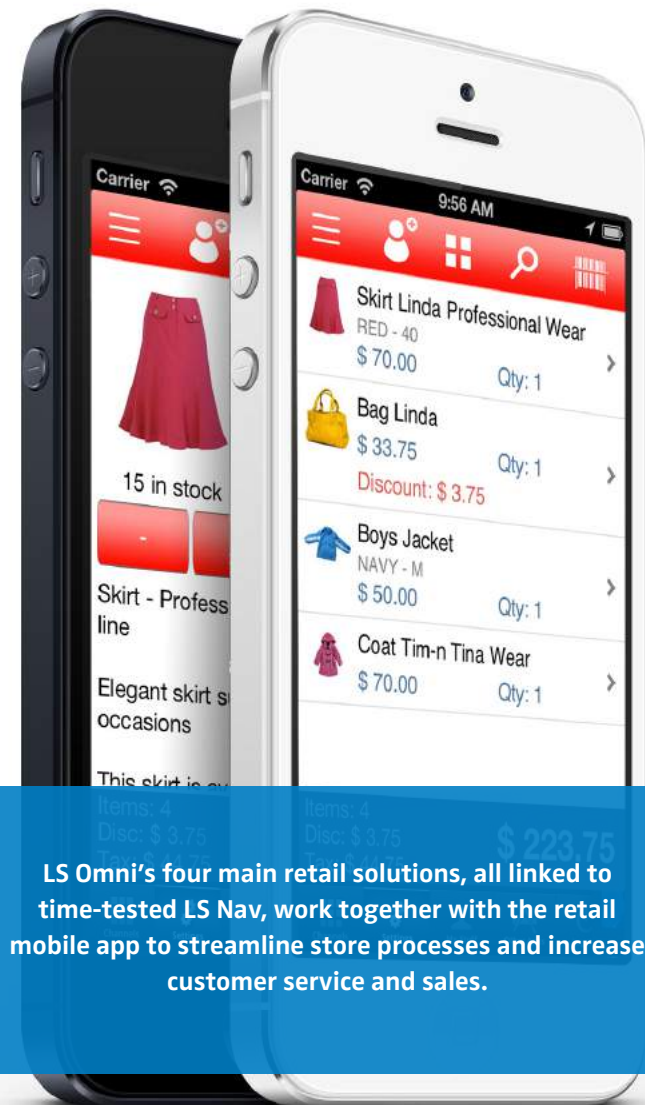 Carrier
15 in stock
-
Skirt - Profess
line
Elegant skirt s
occasions
This skirt is
Items: 4
Disc: $ 3.75
Carrier
9:56 AM
Skirt Linda Professional Wear
RED - 40
$ 70.00 Qty: 1
Bag Linda
$ 33.75 Qty: 1
Discount: $ 3.75
Boys Jacket
NAVY - M
$ 50.00 Qty: 1
Coat Tim-n Tina Wear
$ 70.00 Qty: 1
Items: 4
Disc: $ 3.75
$ 223.75
LS Omni’s four main retail solutions, all linked to
time-tested LS Nav, work together with the retail
mobile app to streamline store processes and increase
customer service and sales.